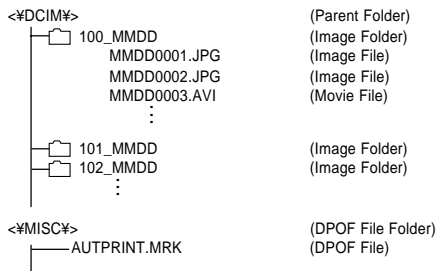 <¥DCIM¥> (Parent Folder)
100_MMDD (Image Folder)
MMDD0001.JPG (Image File)
MMDD0002.JPG (Image File)
MMDD0003.AVI (Movie File)
101_MMDD (Image Folder)
102_MMDD (Image Folder)
<¥MISC¥> (DPOF File Folder)
AUTPRINT.MRK (DPOF File)